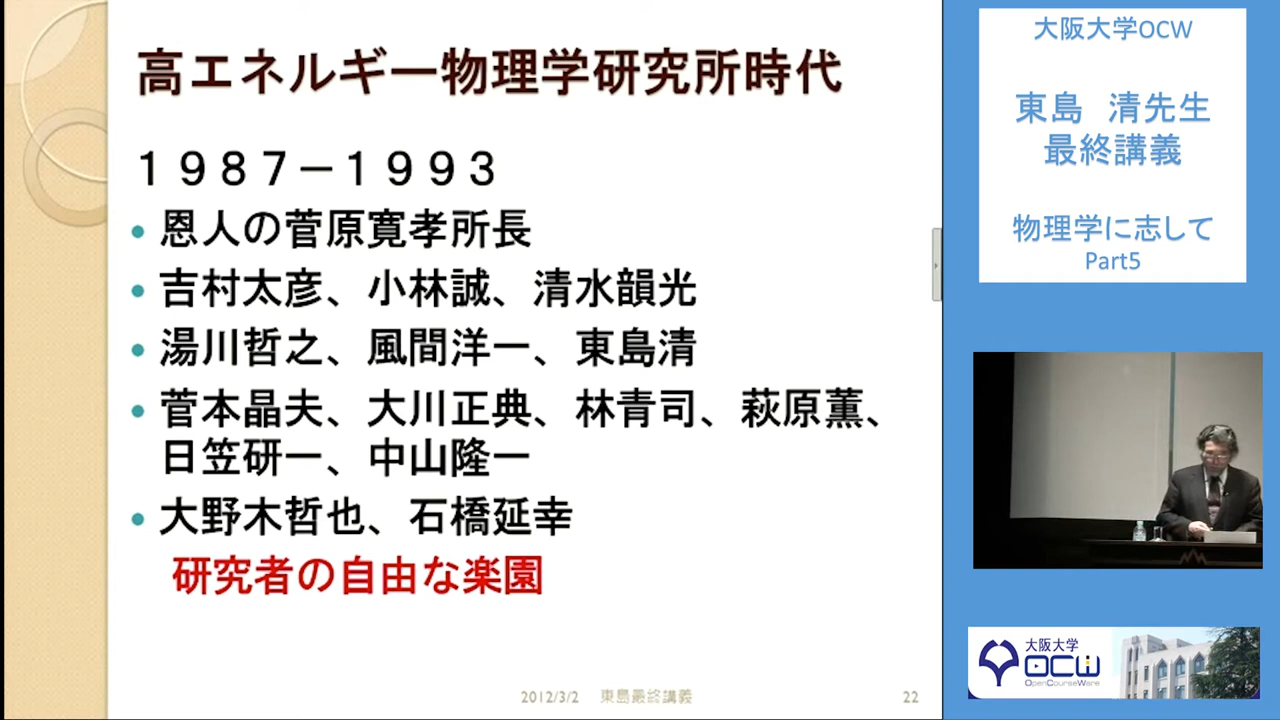 高エネルギー物理学研究所時代
１９８７－１９９３
• 恩人の菅原寛孝所長
• 吉村太彦、小林誠、清水韻光
• 湯川哲之、風間洋一、東島清
• 菅本晶夫、大川正典、林青司、萩原薫、
日笠研一、中山隆一
• 大野木哲也、石橋延幸
研究者の自由な楽園
2012/3/2 東島最終講義 22
大阪大学OCW
東島 清先生
最終講義
物理学に志して
Part5
大阪大学
OCW
OpenCourseWare